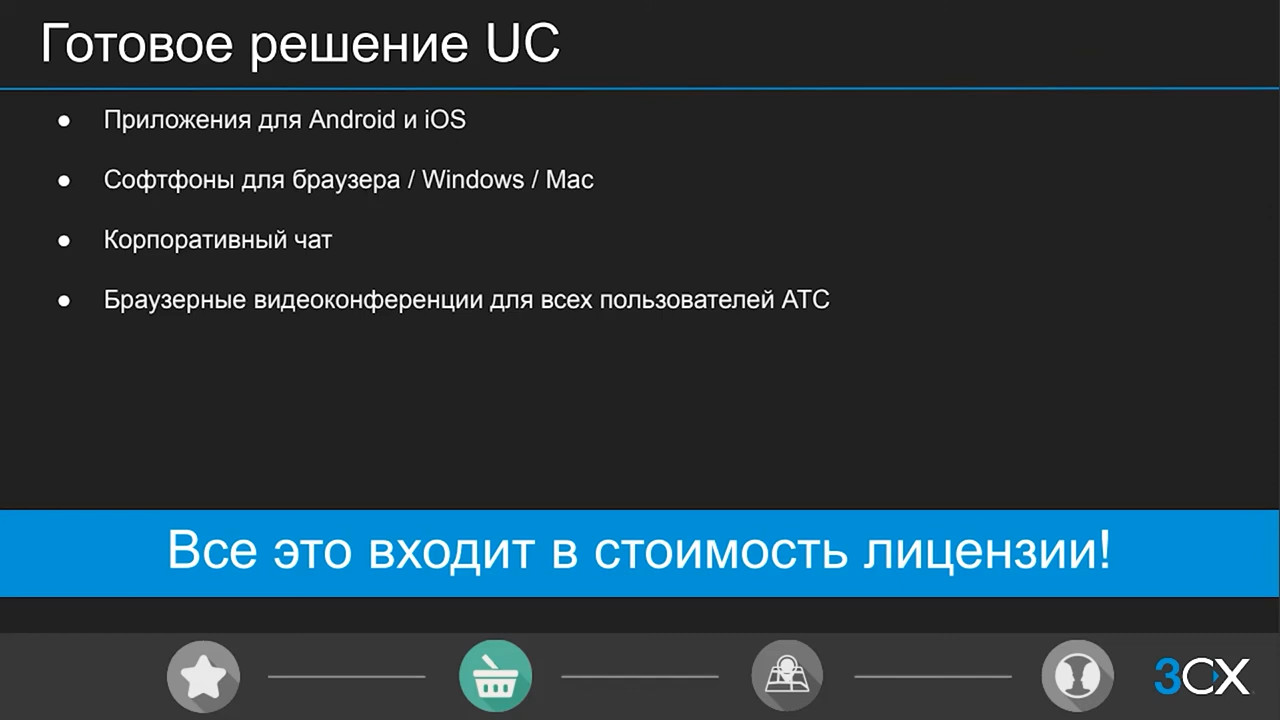 Готовое решение UC
● Приложения для Android и iOS
● Софтфоны для браузера / Windows / Mac
● Корпоративный чат
● Браузерные видеоконференции для всех пользователей АТС
Все это входит в стоимость лицензии!
3CX